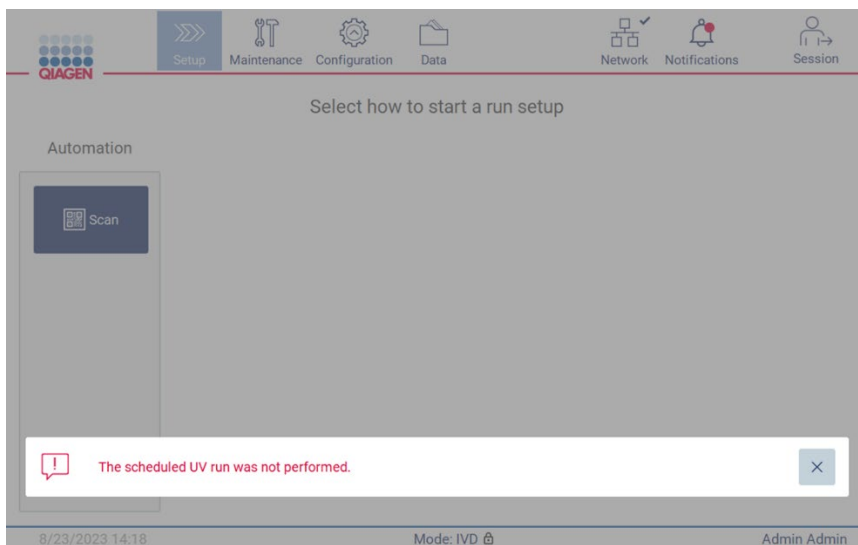 QIAGEN
Setup
Maintenance
Configuration
Data
Network
Notifications
Session
Select how to start a run setup
Automation
Scan
The scheduled UV run was not performed.
8/23/2023 14:18
Mode: IVD
Admin Admin